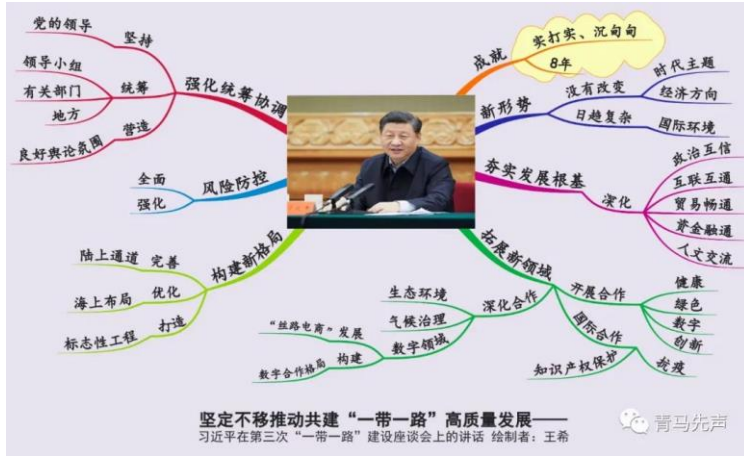 成就
实打实、沉甸甸
8年
新形势
没有改变
时代主题
经济方向
日趋复杂
国际环境
夯实发展根基
深化
政治互信
互联互通
贸易畅通
资金融通
人文交流
拓展新领域
开展合作
健康
绿色
数字
创新
国际合作
抗疫
知识产权保护
深化合作
生态环境
气候治理
数字领域
“丝路电商”发展
构建
数字合作格局
构建新格局
完善
陆上通道
优化
海上布局
打造
标志性工程
风险防控
全面
强化
强化统筹协调
坚持
党的领导
统筹
领导小组
有关部门
地方
营造
良好舆论氛围
坚定不移推动共建“一带一路”高质量发展——
习近平在第三次“一带一路”建设座谈会上的讲话 绘制者：王希
青马先声